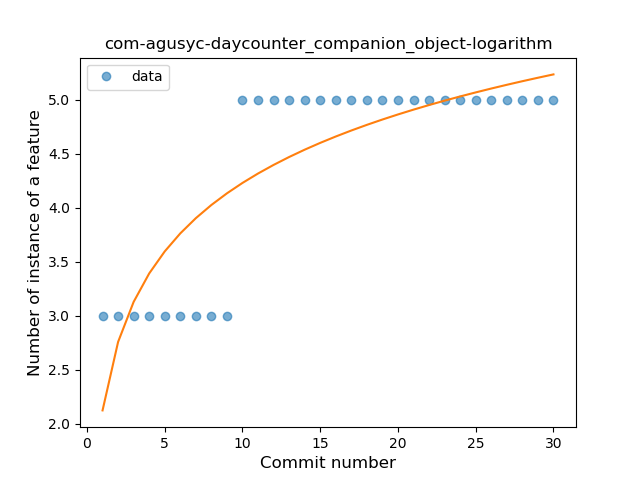 com-agusyc-daycounter_companion_object-logarithm
data
Number of instance of a feature
5.0
4.5
4.0
3.5
3.0
2.5
2.0
0 5 10 15 20 25 30
Commit number